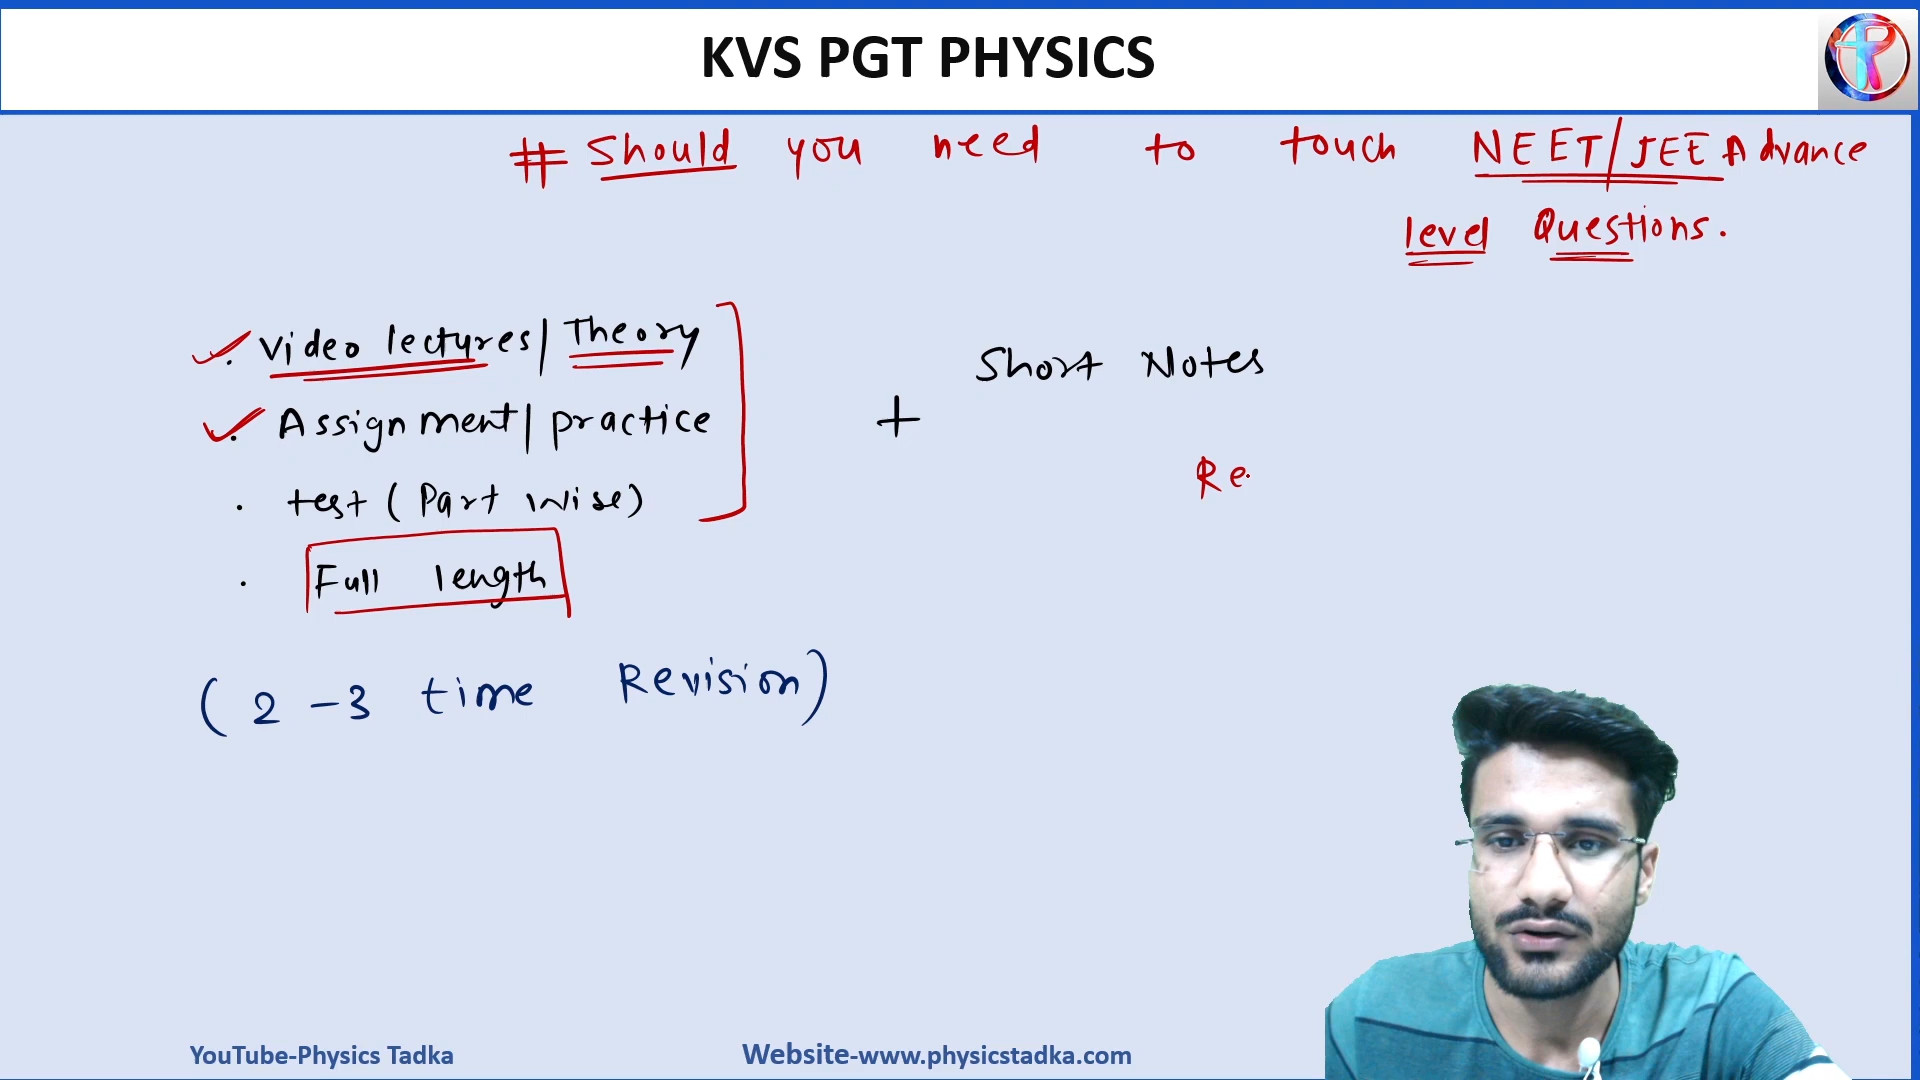 KVS PGT PHYSICS
# Should you need to touch NEET/JEE Advance
level Questions.
. Video lectures/Theory
. Assignment/practice
. test (Part wise)
. Full length
+ Short Notes
Re
(2-3 time Revision)
YouTube-Physics Tadka
Website-www.physicstadka.com